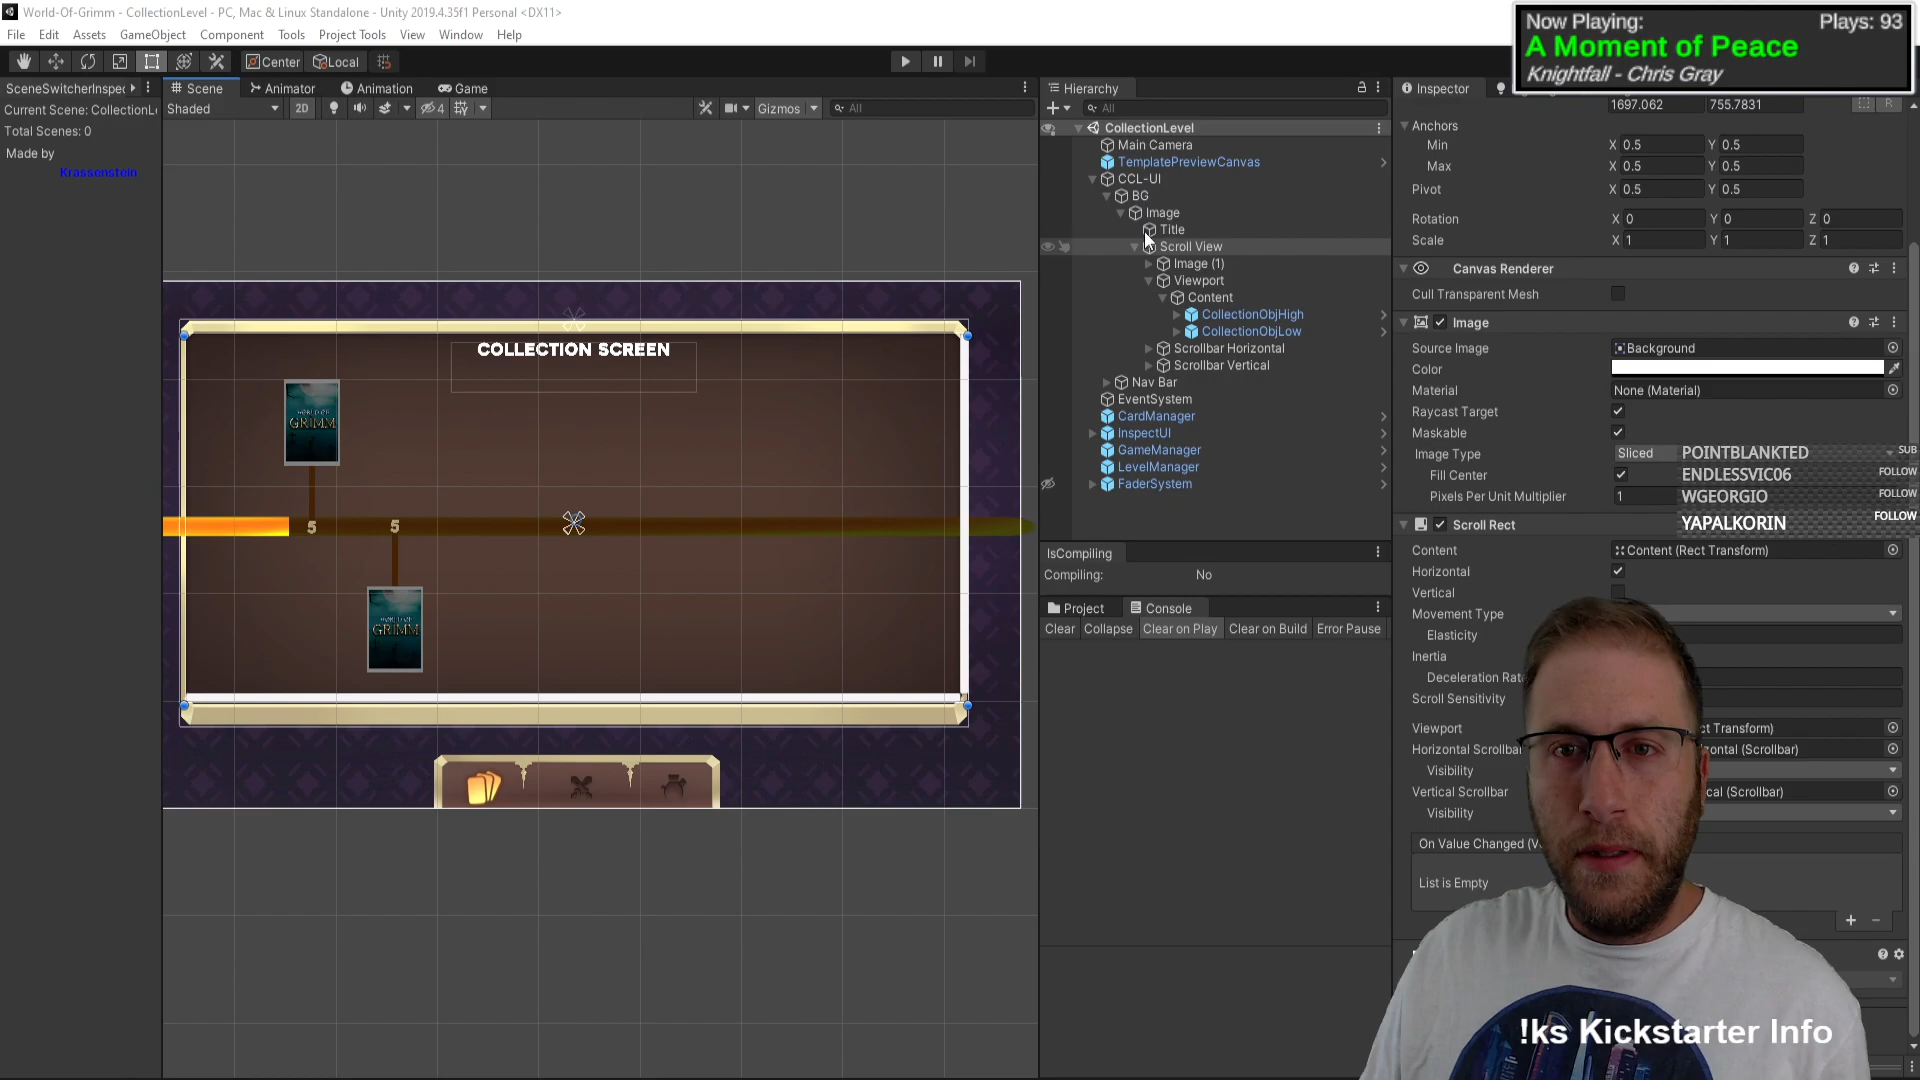 World-Of-Grimm - CollectionLevel - PC, Mac & Linux Standalone - Unity 2019.4.35f1 Personal <DX11>
File Edit Assets GameObject Component Tools Project Tools View Window Help
Center Local
Now Playing: Plays: 93
A Moment of Peace
Knightfall - Chris Gray
SceneSwitcherInspec
Current Scene: CollectionL
Total Scenes: 0
Made by
Krassenstein
Scene Animator Animation Game
Shaded 2D 4 Gizmos All
COLLECTION SCREEN
WORLD OF
GRIMM
5 5
WORLD OF
GRIMM
Hierarchy
All
CollectionLevel
Main Camera
TemplatePreviewCanvas
CCL-UI
BG
Image
Title
Scroll View
Image (1)
Viewport
Content
CollectionObjHigh
CollectionObjLow
Scrollbar Horizontal
Scrollbar Vertical
Nav Bar
EventSystem
CardManager
InspectUI
GameManager
LevelManager
FaderSystem
IsCompiling
Compiling: No
Project Console
Clear Collapse Clear on Play Clear on Build Error Pause
Inspector
1697.062 755.7831 R
Anchors
Min X 0.5 Y 0.5
Max X 0.5 Y 0.5
Pivot X 0.5 Y 0.5
Rotation X 0 Y 0 Z 0
Scale X 1 Y 1 Z 1
Canvas Renderer
Cull Transparent Mesh
Image
Source Image Background
Color
Material None (Material)
Raycast Target
Maskable
Image Type Sliced
Fill Center
Pixels Per Unit Multiplier 1
POINTBLANKTED SUB
ENDLESSVIC06 FOLLOW
WGEORGIO FOLLOW
YAPALKORIN FOLLOW
Scroll Rect
Content Content (Rect Transform)
Horizontal
Vertical
Movement Type
Elasticity
Inertia
Deceleration Rat
Scroll Sensitivity
Viewport ct Transform)
Horizontal Scrollba zontal (Scrollbar)
Visibility
Vertical Scrollbar cal (Scrollbar)
Visibility
On Value Changed (V
List is Empty
!ks Kickstarter Info